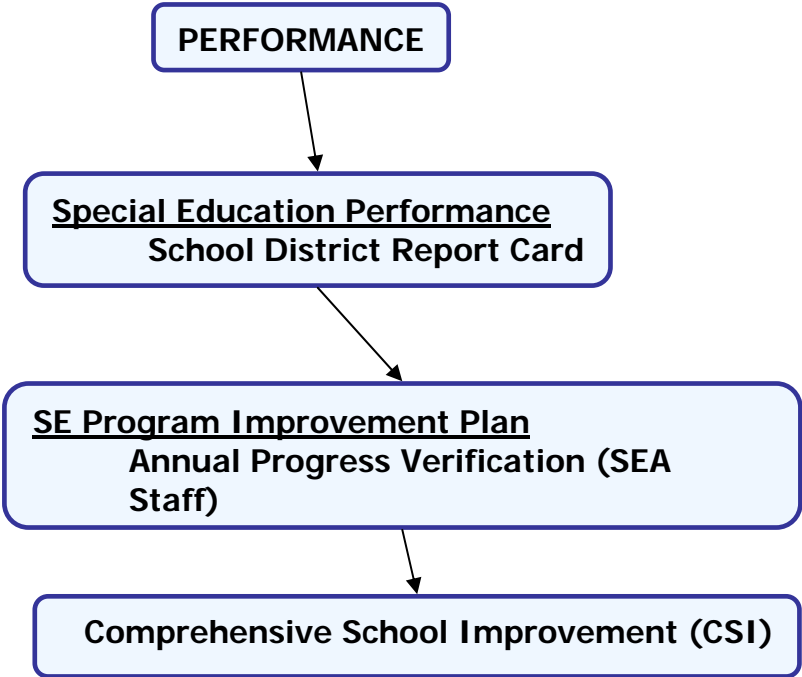 PERFORMANCE
Special Education Performance
School District Report Card
SE Program Improvement Plan
Annual Progress Verification (SEA
Staff)
Comprehensive School Improvement (CSI)